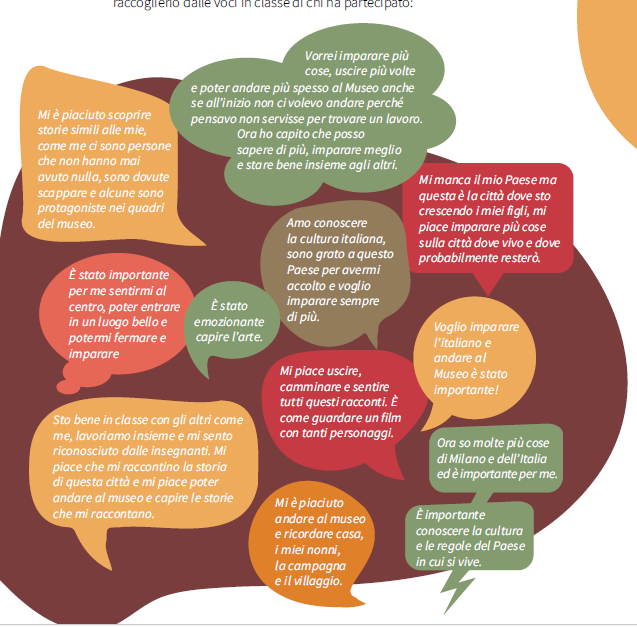 raccoglierlo dalle voci in classe di chi ha partecipato:
Vorrei imparare più
cose, uscire più volte
e poter andare più spesso al Museo anche
se all'inizio non ci volevo andare perché
pensavo non servisse per trovare un lavoro.
Ora ho capito che posso
sapere di più, imparare meglio
e stare bene insieme agli altri.
Mi è piaciuto scoprire
storie simili alle mie,
come me ci sono persone
che non hanno mai
avuto nulla, sono dovute
scappare e alcune sono
protagoniste nei quadri
del museo.
Mi manca il mio Paese ma
questa è la città dove sto
crescendo i miei figli, mi
piace imparare più cose
sulla città dove vivo e dove
probabilmente resterò.
Amo conoscere
la cultura italiana,
sono grato a questo
Paese per avermi
accolto e voglio
imparare sempre
di più.
È stato importante
per me sentirmi al
centro, poter entrare
in un luogo bello e
potermi fermare e
imparare
È stato
emozionante
capire l'arte.
Voglio imparare
l'italiano e
andare al
Museo è stato
importante!
Mi piace uscire,
camminare e sentire
tutti questi racconti. È
come guardare un film
con tanti personaggi.
Sto bene in classe con gli altri come
me, lavoriamo insieme e mi sento
riconosciuto dalle insegnanti. Mi
piace che mi raccontino la storia
di questa città e mi piace poter
andare al museo e capire le storie
che mi raccontano.
Ora so molte più cose
di Milano e dell'Italia
ed è importante per me.
Mi è piaciuto
andare al museo
e ricordare casa,
i miei nonni,
la campagna
e il villaggio.
È importante
conoscere la cultura
e le regole del Paese
in cui si vive.